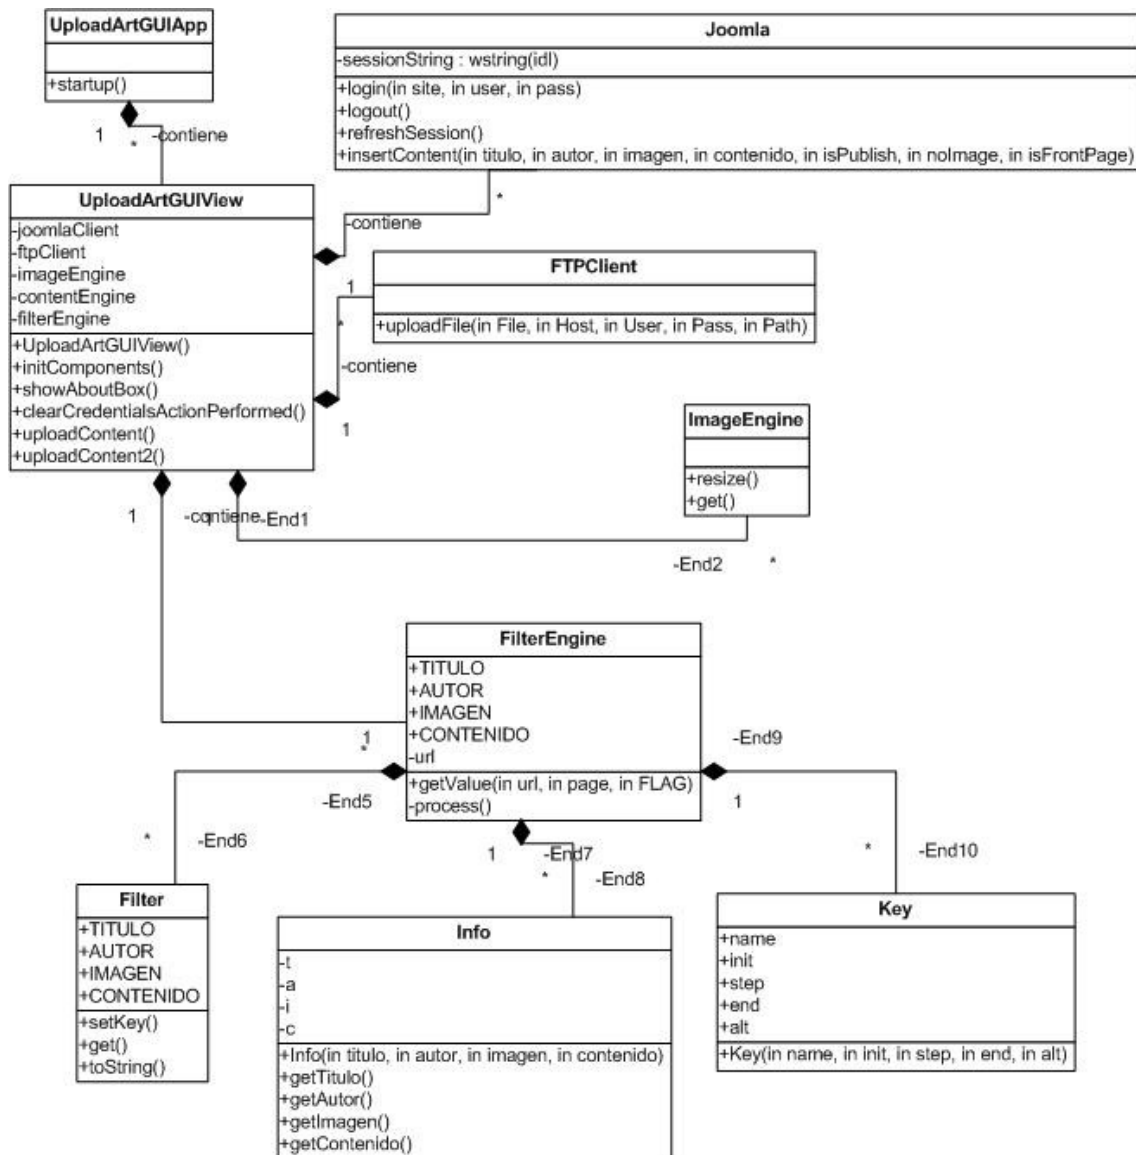 UploadArtGUIApp
+startup()
1
*
-contiene
Joomla
-sessionString : wstring(idl)
+login(in site, in user, in pass)
+logout()
+refreshSession()
+insertContent(in titulo, in autor, in imagen, in contenido, in isPublish, in noImage, in isFrontPage)
UploadArtGUIView
-joomlaClient
-ftpClient
-imageEngine
-contentEngine
-filterEngine
+UploadArtGUIView()
+initComponents()
+showAboutBox()
+clearCredentialsActionPerformed()
+uploadContent()
+uploadContent2()
*
-contiene
1
FTPClient
+uploadFile(in File, in Host, in User, in Pass, in Path)
*
-contiene
1
ImageEngine
+resize()
+get()
1
-contiene
1
-End1
-End2
*
FilterEngine
+TITULO
+AUTOR
+IMAGEN
+CONTENIDO
-url
+getValue(in url, in page, in FLAG)
-process()
1
*
-End5
*
-End6
-End9
1
*
-End10
1
-End7
*
-End8
Filter
+TITULO
+AUTOR
+IMAGEN
+CONTENIDO
+setKey()
+get()
+toString()
Info
-t
-a
-i
-c
+Info(in titulo, in autor, in imagen, in contenido)
+getTitulo()
+getAutor()
+getImagen()
+getContenido()
Key
+name
+init
+step
+end
+alt
+Key(in name, in init, in step, in end, in alt)